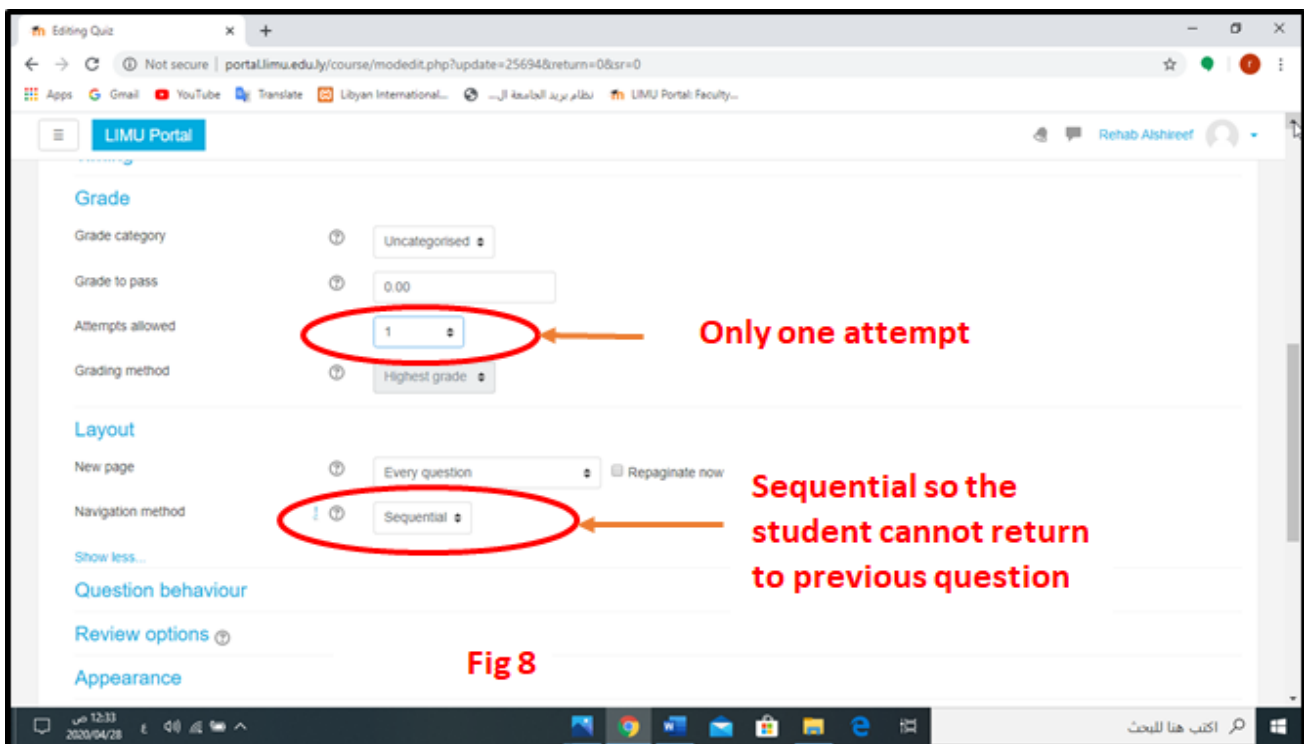 Editing Quiz
Not secure | portal.limu.edu.ly/course/modedit.php?update=25694&return=0&sr=0
Apps Gmail YouTube Translate Libyan International... نظام بريد الجامعة ال... LIMU Portal: Faculty...
LIMU Portal Rehab Alshireef
Grade
Grade category Uncategorised
Grade to pass 0.00
Attempts allowed 1 Only one attempt
Grading method Highest grade
Layout
New page Every question Repaginate now
Navigation method Sequential
Sequential so the
student cannot return
to previous question
Show less...
Question behaviour
Review options
Fig 8
Appearance
12:33 ص
2020/04/28
ع
اكتب هنا للبحث